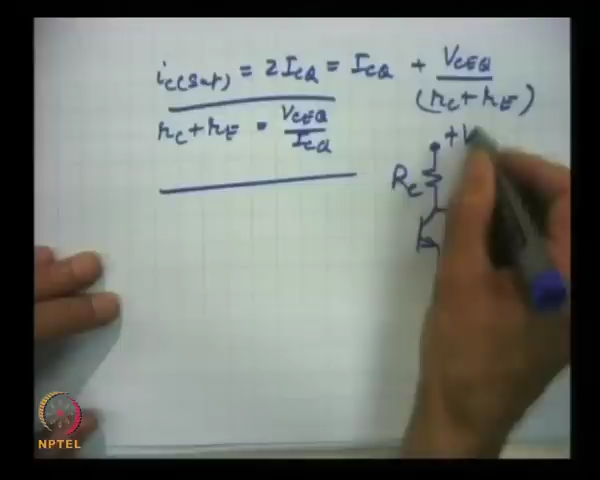 ic(sat) = 2ICQ = ICQ + VCEQ / (rC + rE)
rC + rE = VCEQ / ICQ
+V
RC
NPTEL